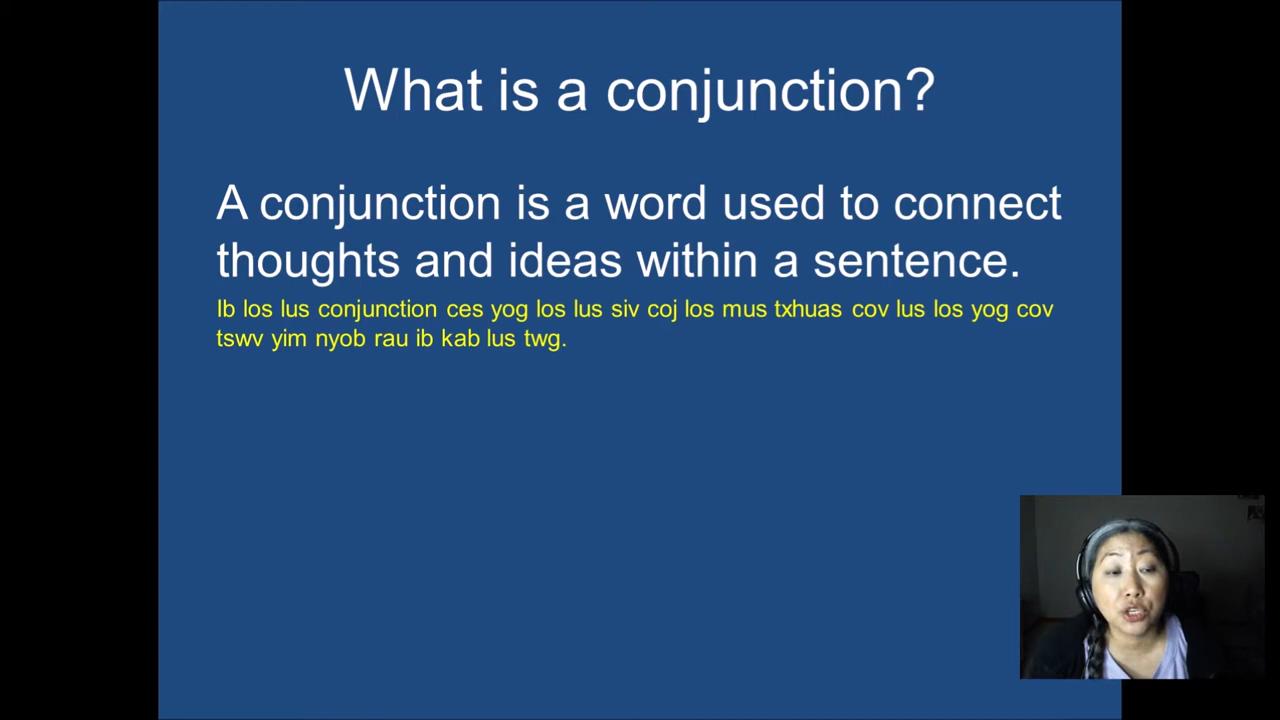 What is a conjunction?
A conjunction is a word used to connect
thoughts and ideas within a sentence.
Ib los lus conjunction ces yog los lus siv coj los mus txhuas cov lus los yog cov
tswv yim nyob rau ib kab lus twg.